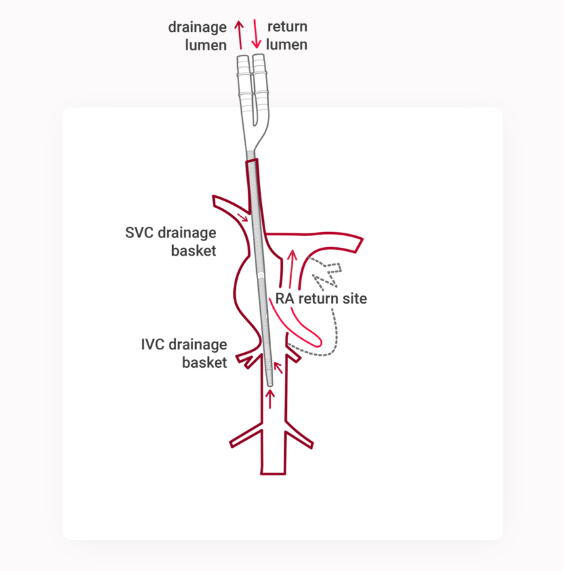 drainage
lumen
return
lumen
SVC drainage
basket
RA return site
IVC drainage
basket